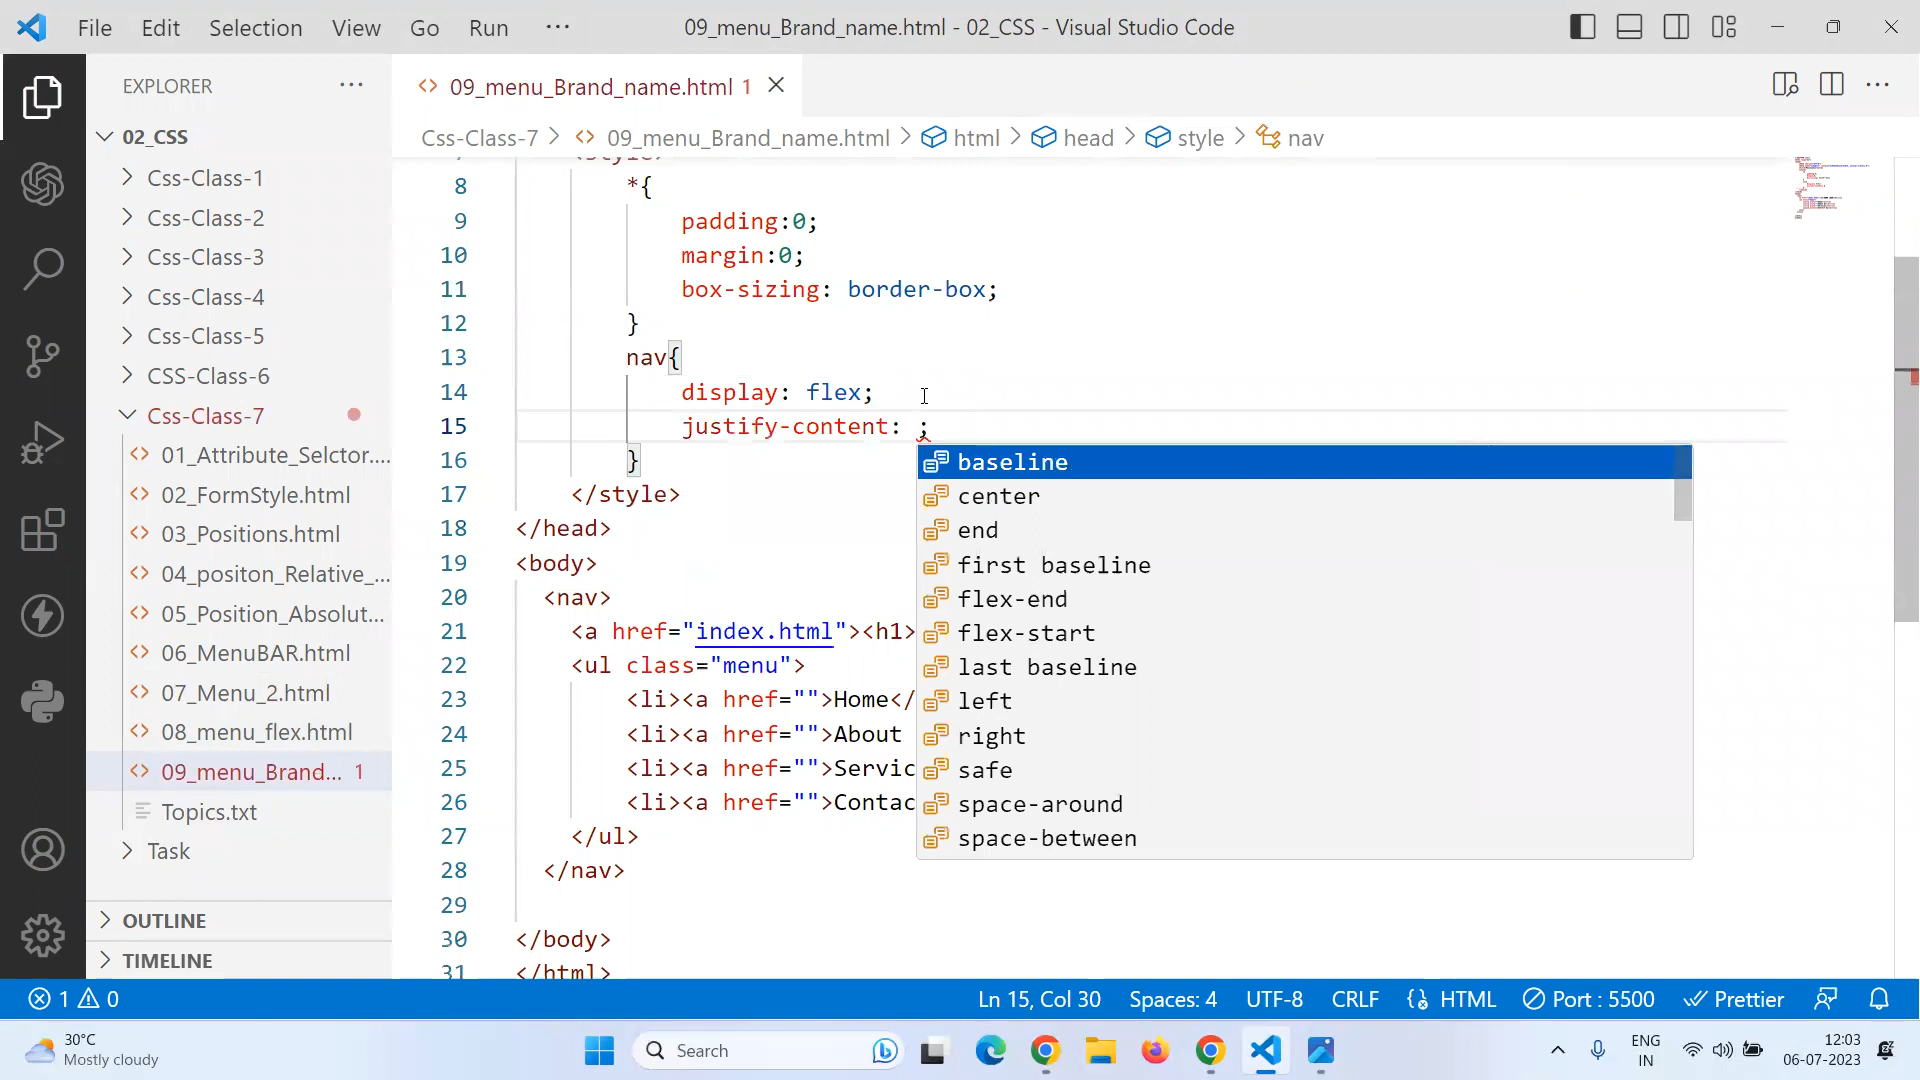 File Edit Selection View Go Run ··· 09_menu_Brand_name.html - 02_CSS - Visual Studio Code
EXPLORER ···
<> 09_menu_Brand_name.html 1
02_CSS
Css-Class-7 > <> 09_menu_Brand_name.html > html > head > style > nav
Css-Class-1
Css-Class-2
Css-Class-3
Css-Class-4
Css-Class-5
CSS-Class-6
Css-Class-7
<> 01_Attribute_Selctor....
<> 02_FormStyle.html
<> 03_Positions.html
<> 04_positon_Relative_...
<> 05_Position_Absolut...
<> 06_MenuBAR.html
<> 07_Menu_2.html
<> 08_menu_flex.html
<> 09_menu_Brand... 1
Topics.txt
Task
OUTLINE
TIMELINE
8 *{
9 padding:0;
10 margin:0;
11 box-sizing: border-box;
12 }
13 nav{
14 display: flex;
15 justify-content: ;
16 }
17 </style>
18 </head>
19 <body>
20 <nav>
21 <a href="index.html"><h1>
22 <ul class="menu">
23 <li><a href="">Home</
24 <li><a href="">About
25 <li><a href="">Servic
26 <li><a href="">Contac
27 </ul>
28 </nav>
29
30 </body>
31 </html>
baseline
center
end
first baseline
flex-end
flex-start
last baseline
left
right
safe
space-around
space-between
1 0 Ln 15, Col 30 Spaces: 4 UTF-8 CRLF HTML Port : 5500 Prettier
30°C
Mostly cloudy
Search
ENG
IN
12:03
06-07-2023